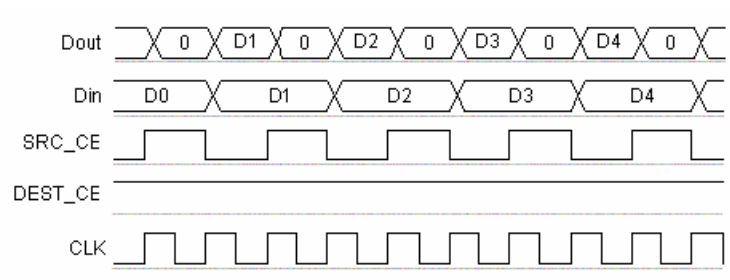 Dout 0 D1 0 D2 0 D3 0 D4 0
Din D0 D1 D2 D3 D4
SRC_CE
DEST_CE
CLK